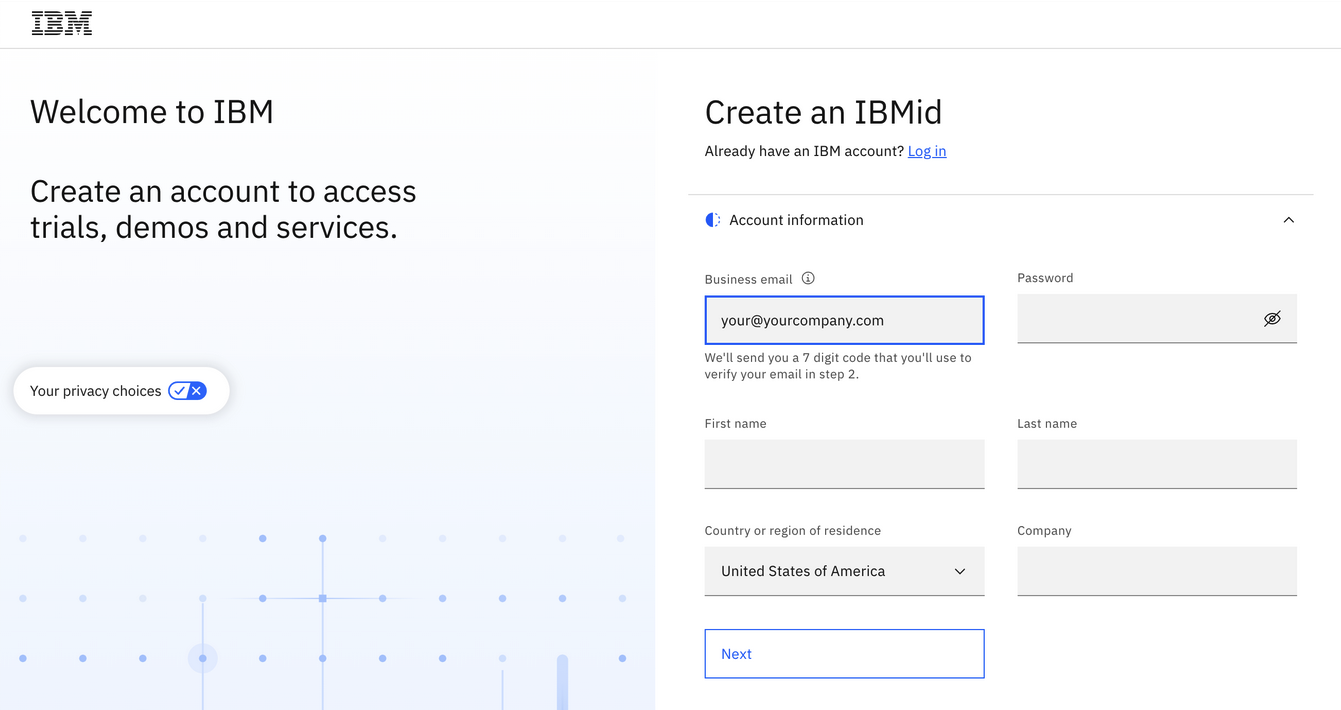 IBM
Welcome to IBM
Create an account to access
trials, demos and services.
Your privacy choices
Create an IBMid
Already have an IBM account? Log in
Account information
Business email
Password
your@yourcompany.com
We'll send you a 7 digit code that you'll use to
verify your email in step 2.
First name
Last name
Country or region of residence
Company
United States of America
Next